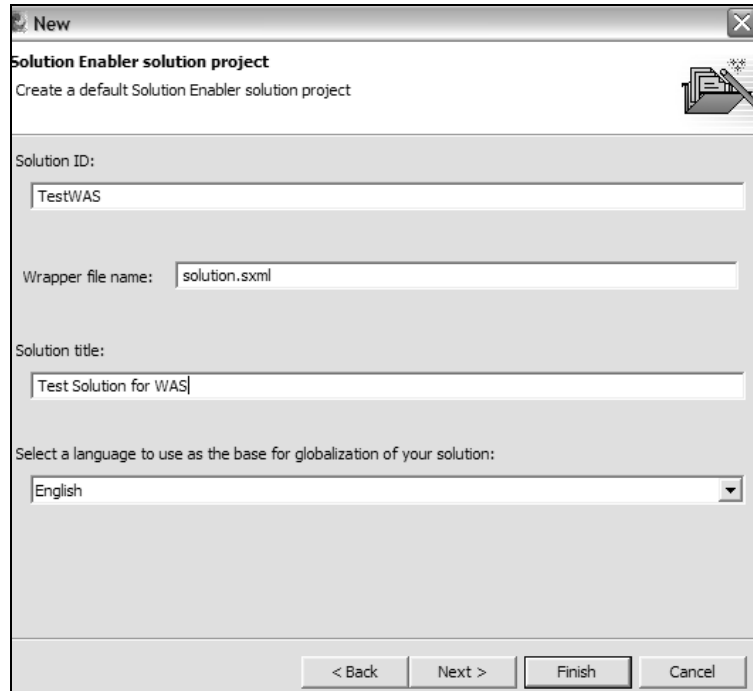 New
Solution Enabler solution project
Create a default Solution Enabler solution project
Solution ID:
TestWAS
Wrapper file name: solution.sxml
Solution title:
Test Solution for WAS
Select a language to use as the base for globalization of your solution:
English
< Back Next > Finish Cancel